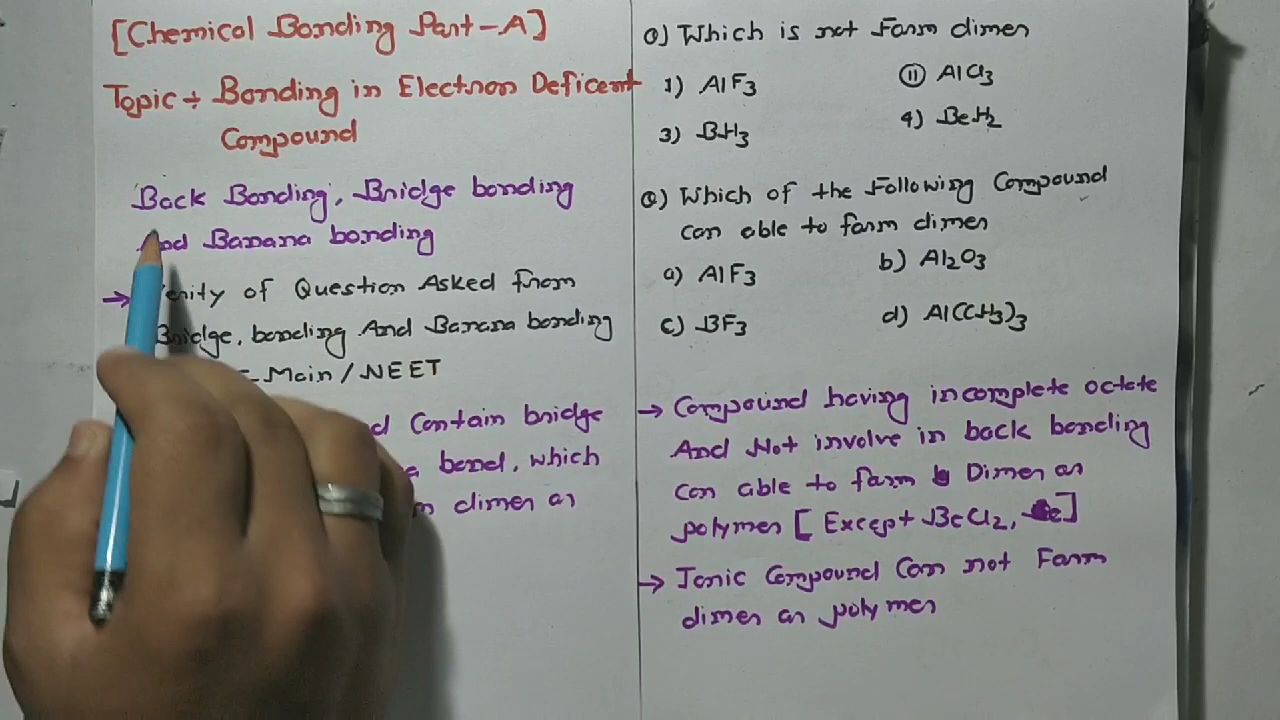 [Chemical Bonding Part-A]
Topic ÷ Bonding in Electron Deficent
Compound
Back Bonding, Bridge bonding
And Banana bonding
→ of Question Asked from
Bridge, bonding And Banana bonding
Main / NEET
Contain bridge
bond, which
dimer or
Q) Which is not Form dimer
1) AlF3
(II) AlCl3
3) BH3
4) BeH2
Q) Which of the Following Compound
can able to form dimer
a) AlF3
b) Al2O3
c) BF3
d) Al(CH3)3
→ Compound having incomplete octete
And Not involve in back bonding
can able to form Dimer or
polymer [Except BeCl2,
→ Ionic Compound Can not Form
dimer or polymer